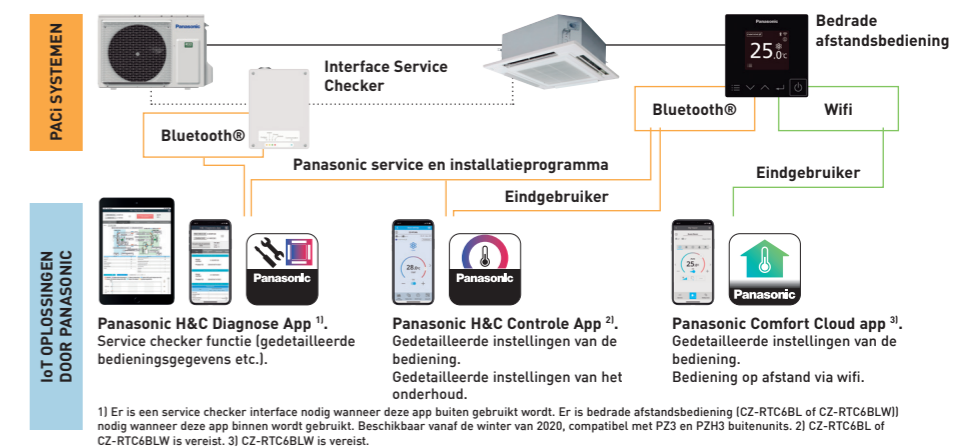 PACi SYSTEMEN
Panasonic
Interface Service
Checker
Panasonic
25.0°C
Bedrade
afstandsbediening
Bluetooth®
Bluetooth®
Wifi
Panasonic service en installatieprogramma
Eindgebruiker
Eindgebruiker
IoT OPLOSSINGEN
DOOR PANASONIC
Panasonic
Panasonic
Panasonic
Panasonic H&C Diagnose App 1).
Service checker functie (gedetailleerde
bedieningsgegevens etc.).
Panasonic H&C Controle App 2).
Gedetailleerde instellingen van de
bediening.
Gedetailleerde instellingen van het
onderhoud.
Panasonic Comfort Cloud app 3).
Gedetailleerde instellingen van de
bediening.
Bediening op afstand via wifi.
1) Er is een service checker interface nodig wanneer deze app buiten gebruikt wordt. Er is bedrade afstandsbediening (CZ-RTC6BL of CZ-RTC6BLW))
nodig wanneer deze app binnen wordt gebruikt. Beschikbaar vanaf de winter van 2020, compatibel met PZ3 en PZH3 buitenunits. 2) CZ-RTC6BL of
CZ-RTC6BLW is vereist. 3) CZ-RTC6BLW is vereist.